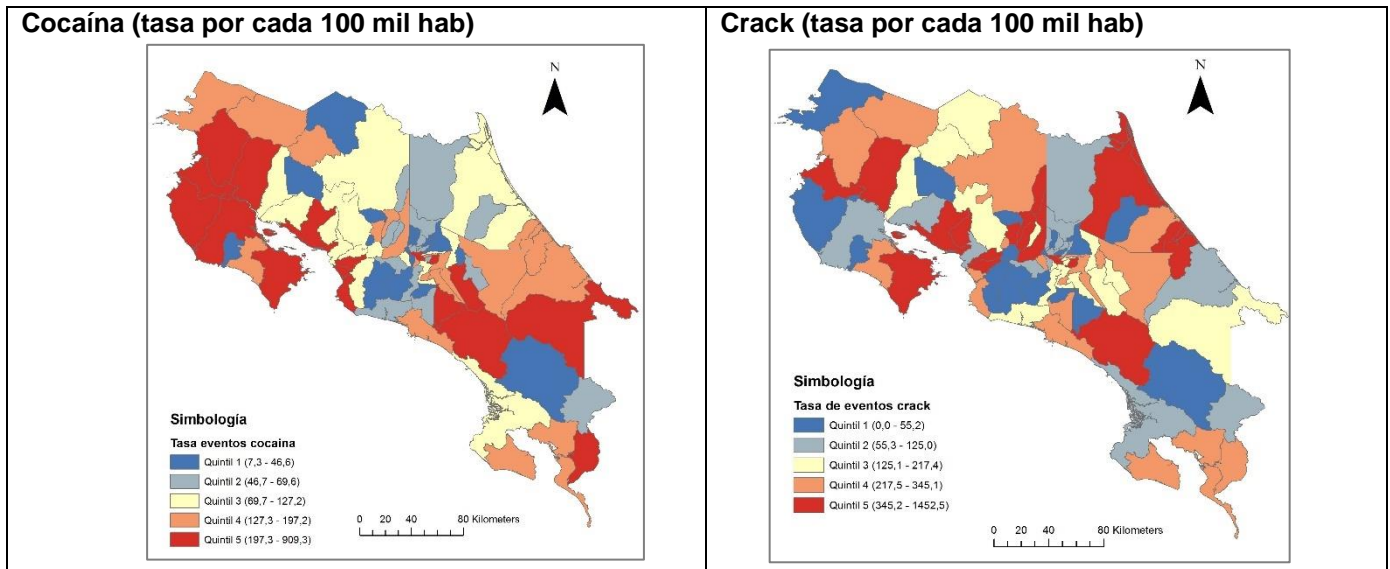 Cocaína (tasa por cada 100 mil hab)
N
Simbología
Tasa eventos cocaina
Quintil 1 (7,3 - 46,6)
Quintil 2 (46,7 - 69,6)
Quintil 3 (69,7 - 127,2)
Quintil 4 (127,3 - 197,2)
Quintil 5 (197,3 - 909,3)
0 20 40 80 Kilometers
Crack (tasa por cada 100 mil hab)
N
Simbología
Tasa de eventos crack
Quintil 1 (0,0 - 55,2)
Quintil 2 (55,3 - 125,0)
Quintil 3 (125,1 - 217,4)
Quintil 4 (217,5 - 345,1)
Quintil 5 (345,2 - 1452,5)
0 20 40 80 Kilometers